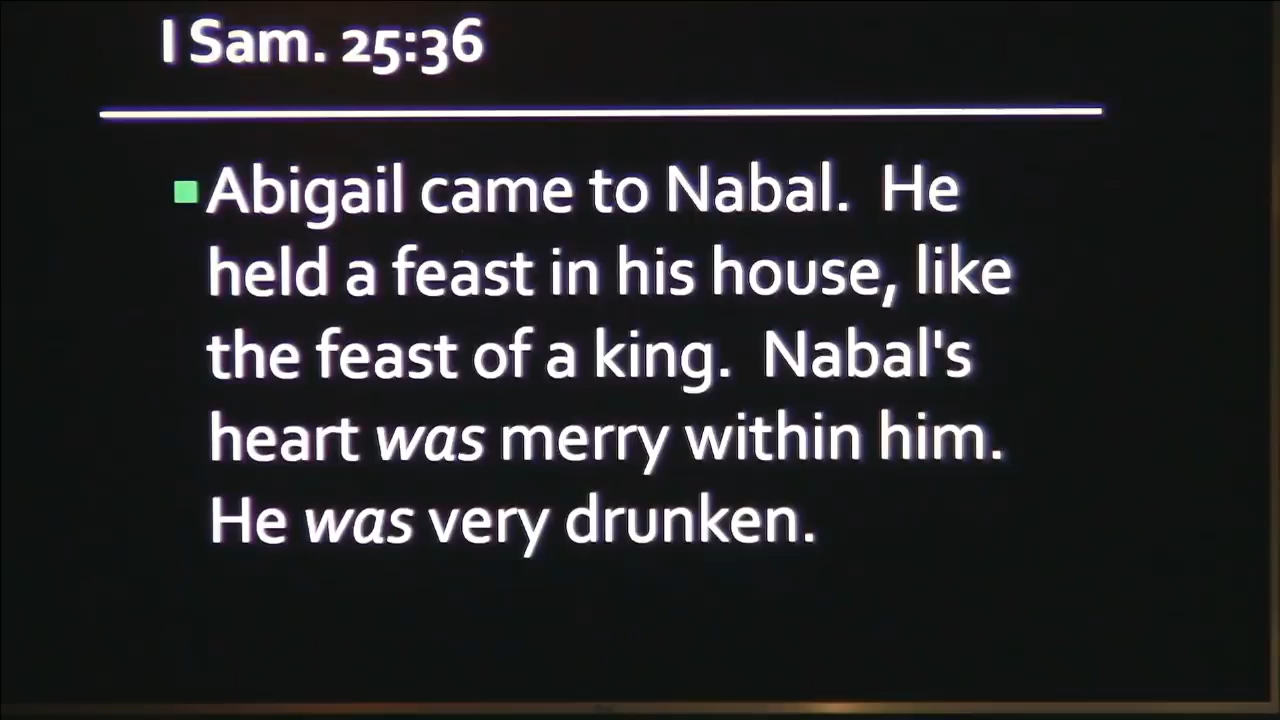 I Sam. 25:36
Abigail came to Nabal.  He
held a feast in his house, like
the feast of a king.  Nabal's
heart was merry within him.
He was very drunken.